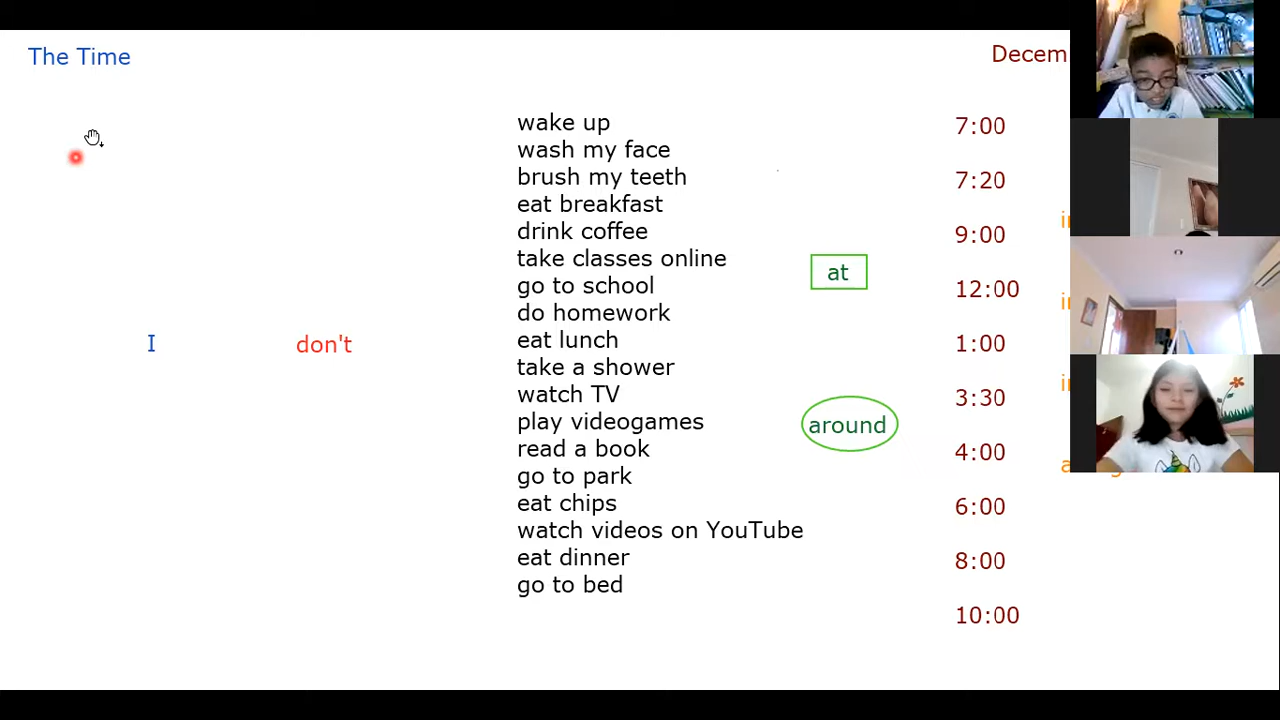 The Time
Decem
wake up
wash my face
brush my teeth
eat breakfast
drink coffee
take classes online
go to school
do homework
eat lunch
take a shower
watch TV
play videogames
read a book
go to park
eat chips
watch videos on YouTube
eat dinner
go to bed
I
don't
at
around
7:00
7:20
9:00
12:00
1:00
3:30
4:00
6:00
8:00
10:00